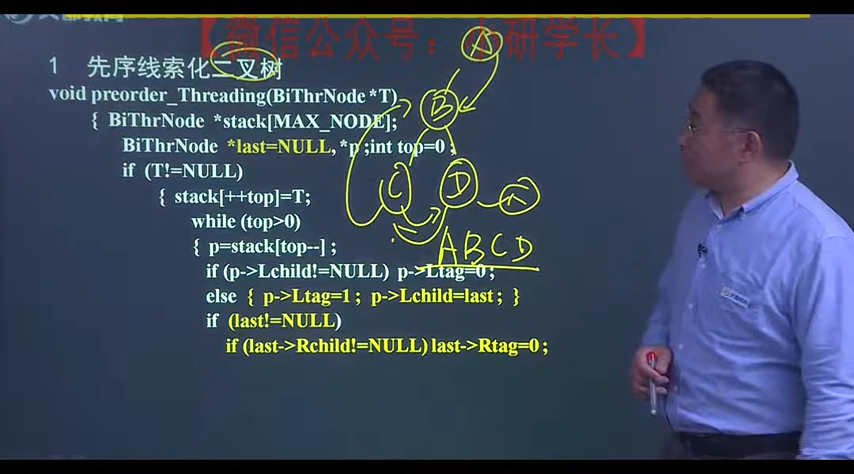 【微信公众号：小研学长】
1 先序线索化二叉树
void preorder_Threading(BiThrNode *T)
{ BiThrNode *stack[MAX_NODE];
BiThrNode *last=NULL, *p ;int top=0 ;
if (T!=NULL)
{ stack[++top]=T;
while (top>0)
{ p=stack[top--] ;
if (p->Lchild!=NULL) p->Ltag=0 ;
else { p->Ltag=1 ; p->Lchild=last ; }
if (last!=NULL)
if (last->Rchild!=NULL) last->Rtag=0 ;
A
B
C D
ABCD